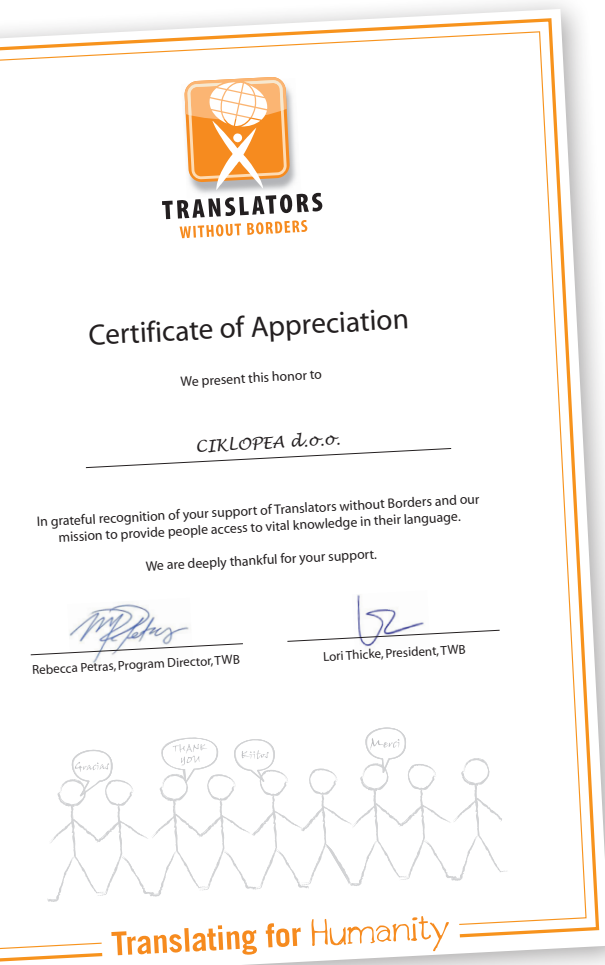 TRANSLATORS
WITHOUT BORDERS
Certificate of Appreciation
We present this honor to
CIKLOPEA d.o.o.
In grateful recognition of your support of Translators without Borders and our
mission to provide people access to vital knowledge in their language.
We are deeply thankful for your support.
Rebecca Petras, Program Director, TWB
Lori Thicke, President, TWB
Gracias
THANK
YOU
Merci
Translating for Humanity